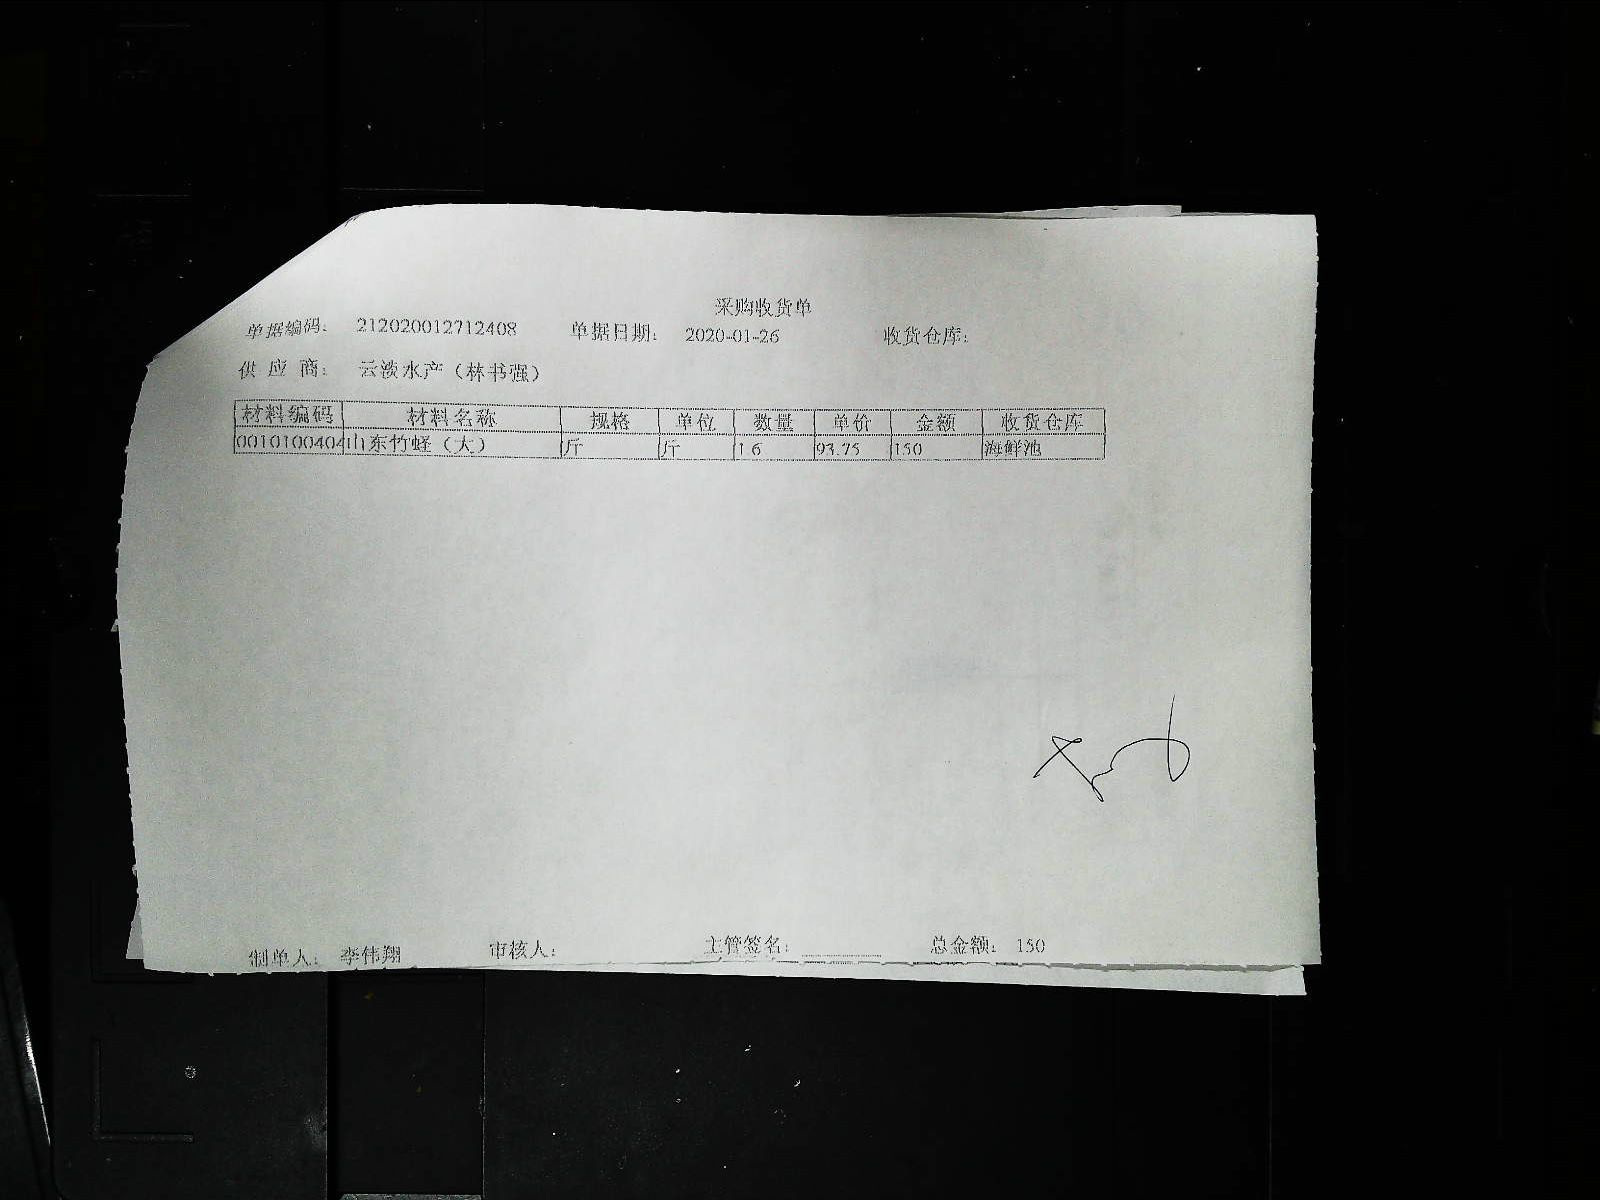 采购收货单
单据编码： 212020012712408 单据日期： 2020-01-26 收货仓库：
供应商： 云淡水产（林书强）
材料编码 材料名称 规格 单位 数量 单价 金额 收货仓库
0010100404 山东竹蛏（大） 斤 斤 1.6 93.75 150 海鲜池
制单人： 李伟翔 审核人： 主管签名： 总金额： 150